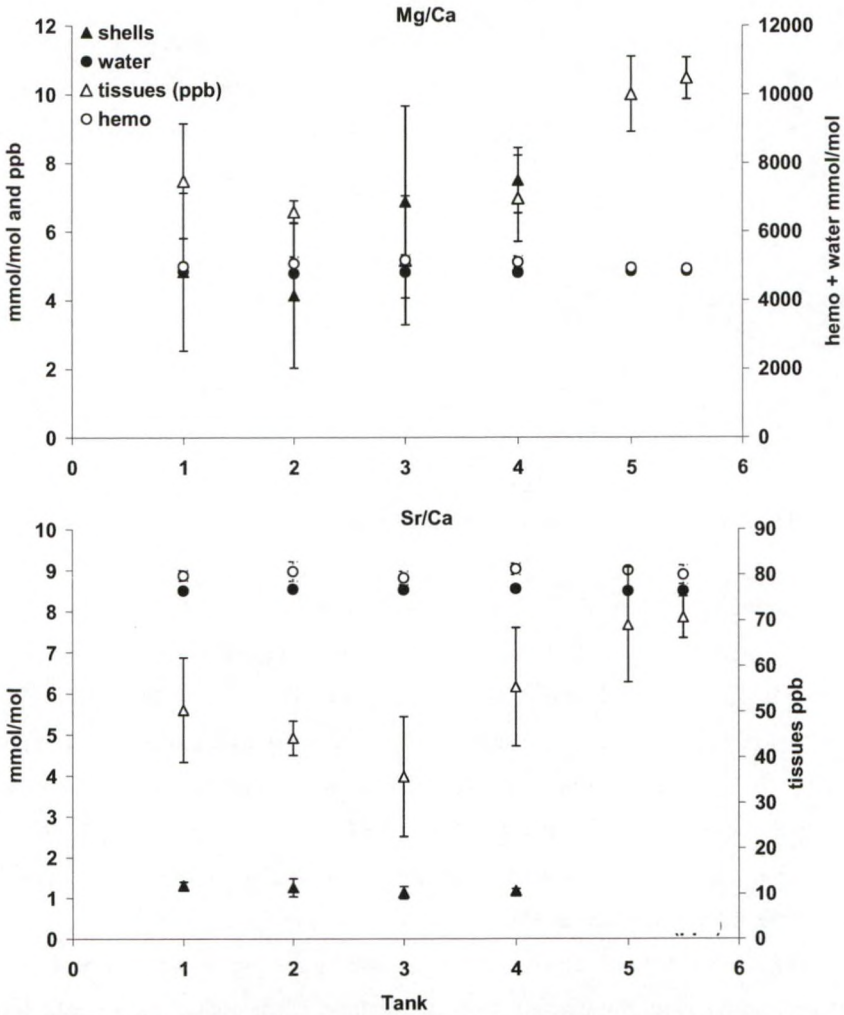 Mg/Ca
▲ shells
● water
△ tissues (ppb)
○ hemo
mmol/mol and ppb
12
10
8
6
4
2
0
hemo + water mmol/mol
12000
10000
8000
6000
4000
2000
0
0 1 2 3 4 5 6
Sr/Ca
mmol/mol
10
9
8
7
6
5
4
3
2
1
0
tissues ppb
90
80
70
60
50
40
30
20
10
0
0 1 2 3 4 5 6
Tank